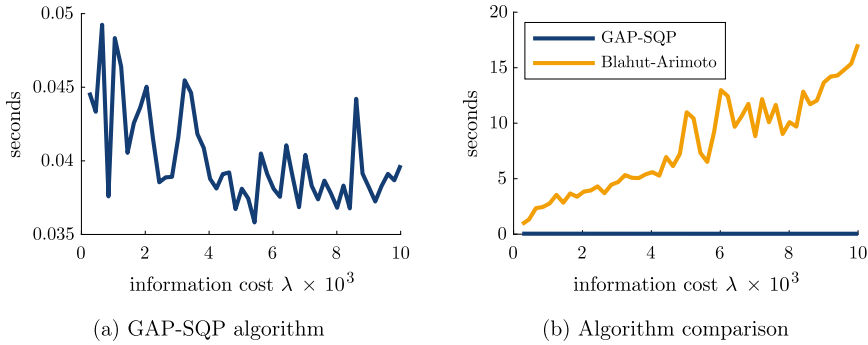 0.05
0.045
0.04
0.035
seconds
0
2
4
6
8
10
information cost λ × 10³
(a) GAP-SQP algorithm
20
15
10
5
0
seconds
GAP-SQP
Blahut-Arimoto
0
2
4
6
8
10
information cost λ × 10³
(b) Algorithm comparison